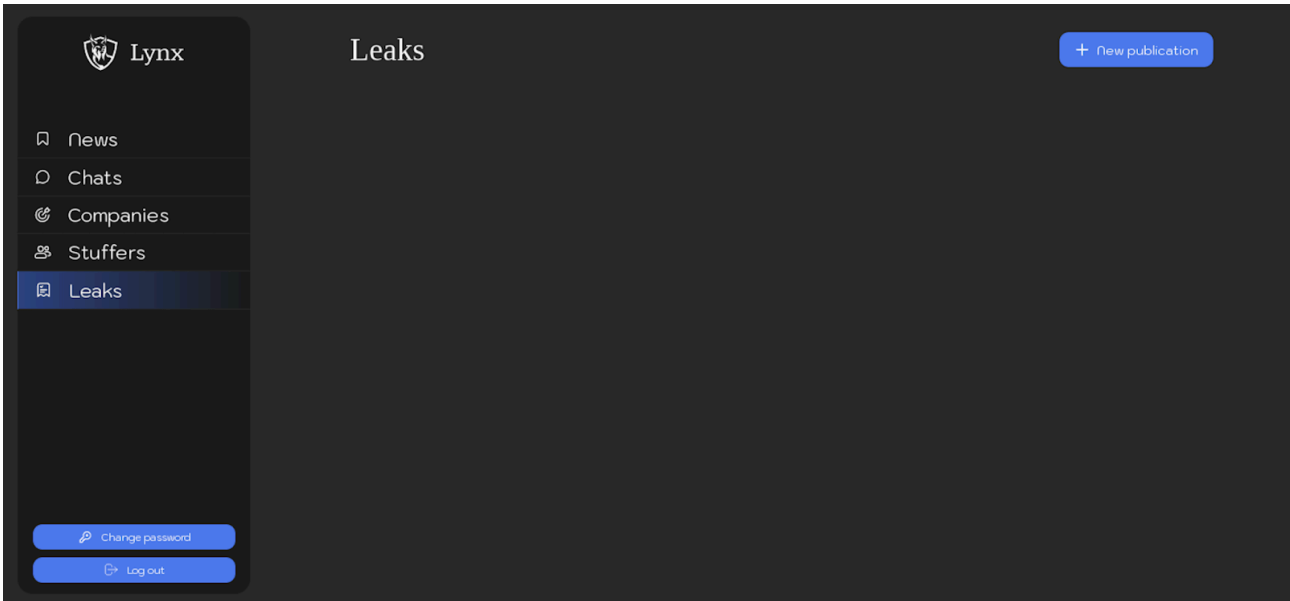 Lynx
Leaks
New publication
News
Chats
Companies
Stuffers
Leaks
Change password
Log out